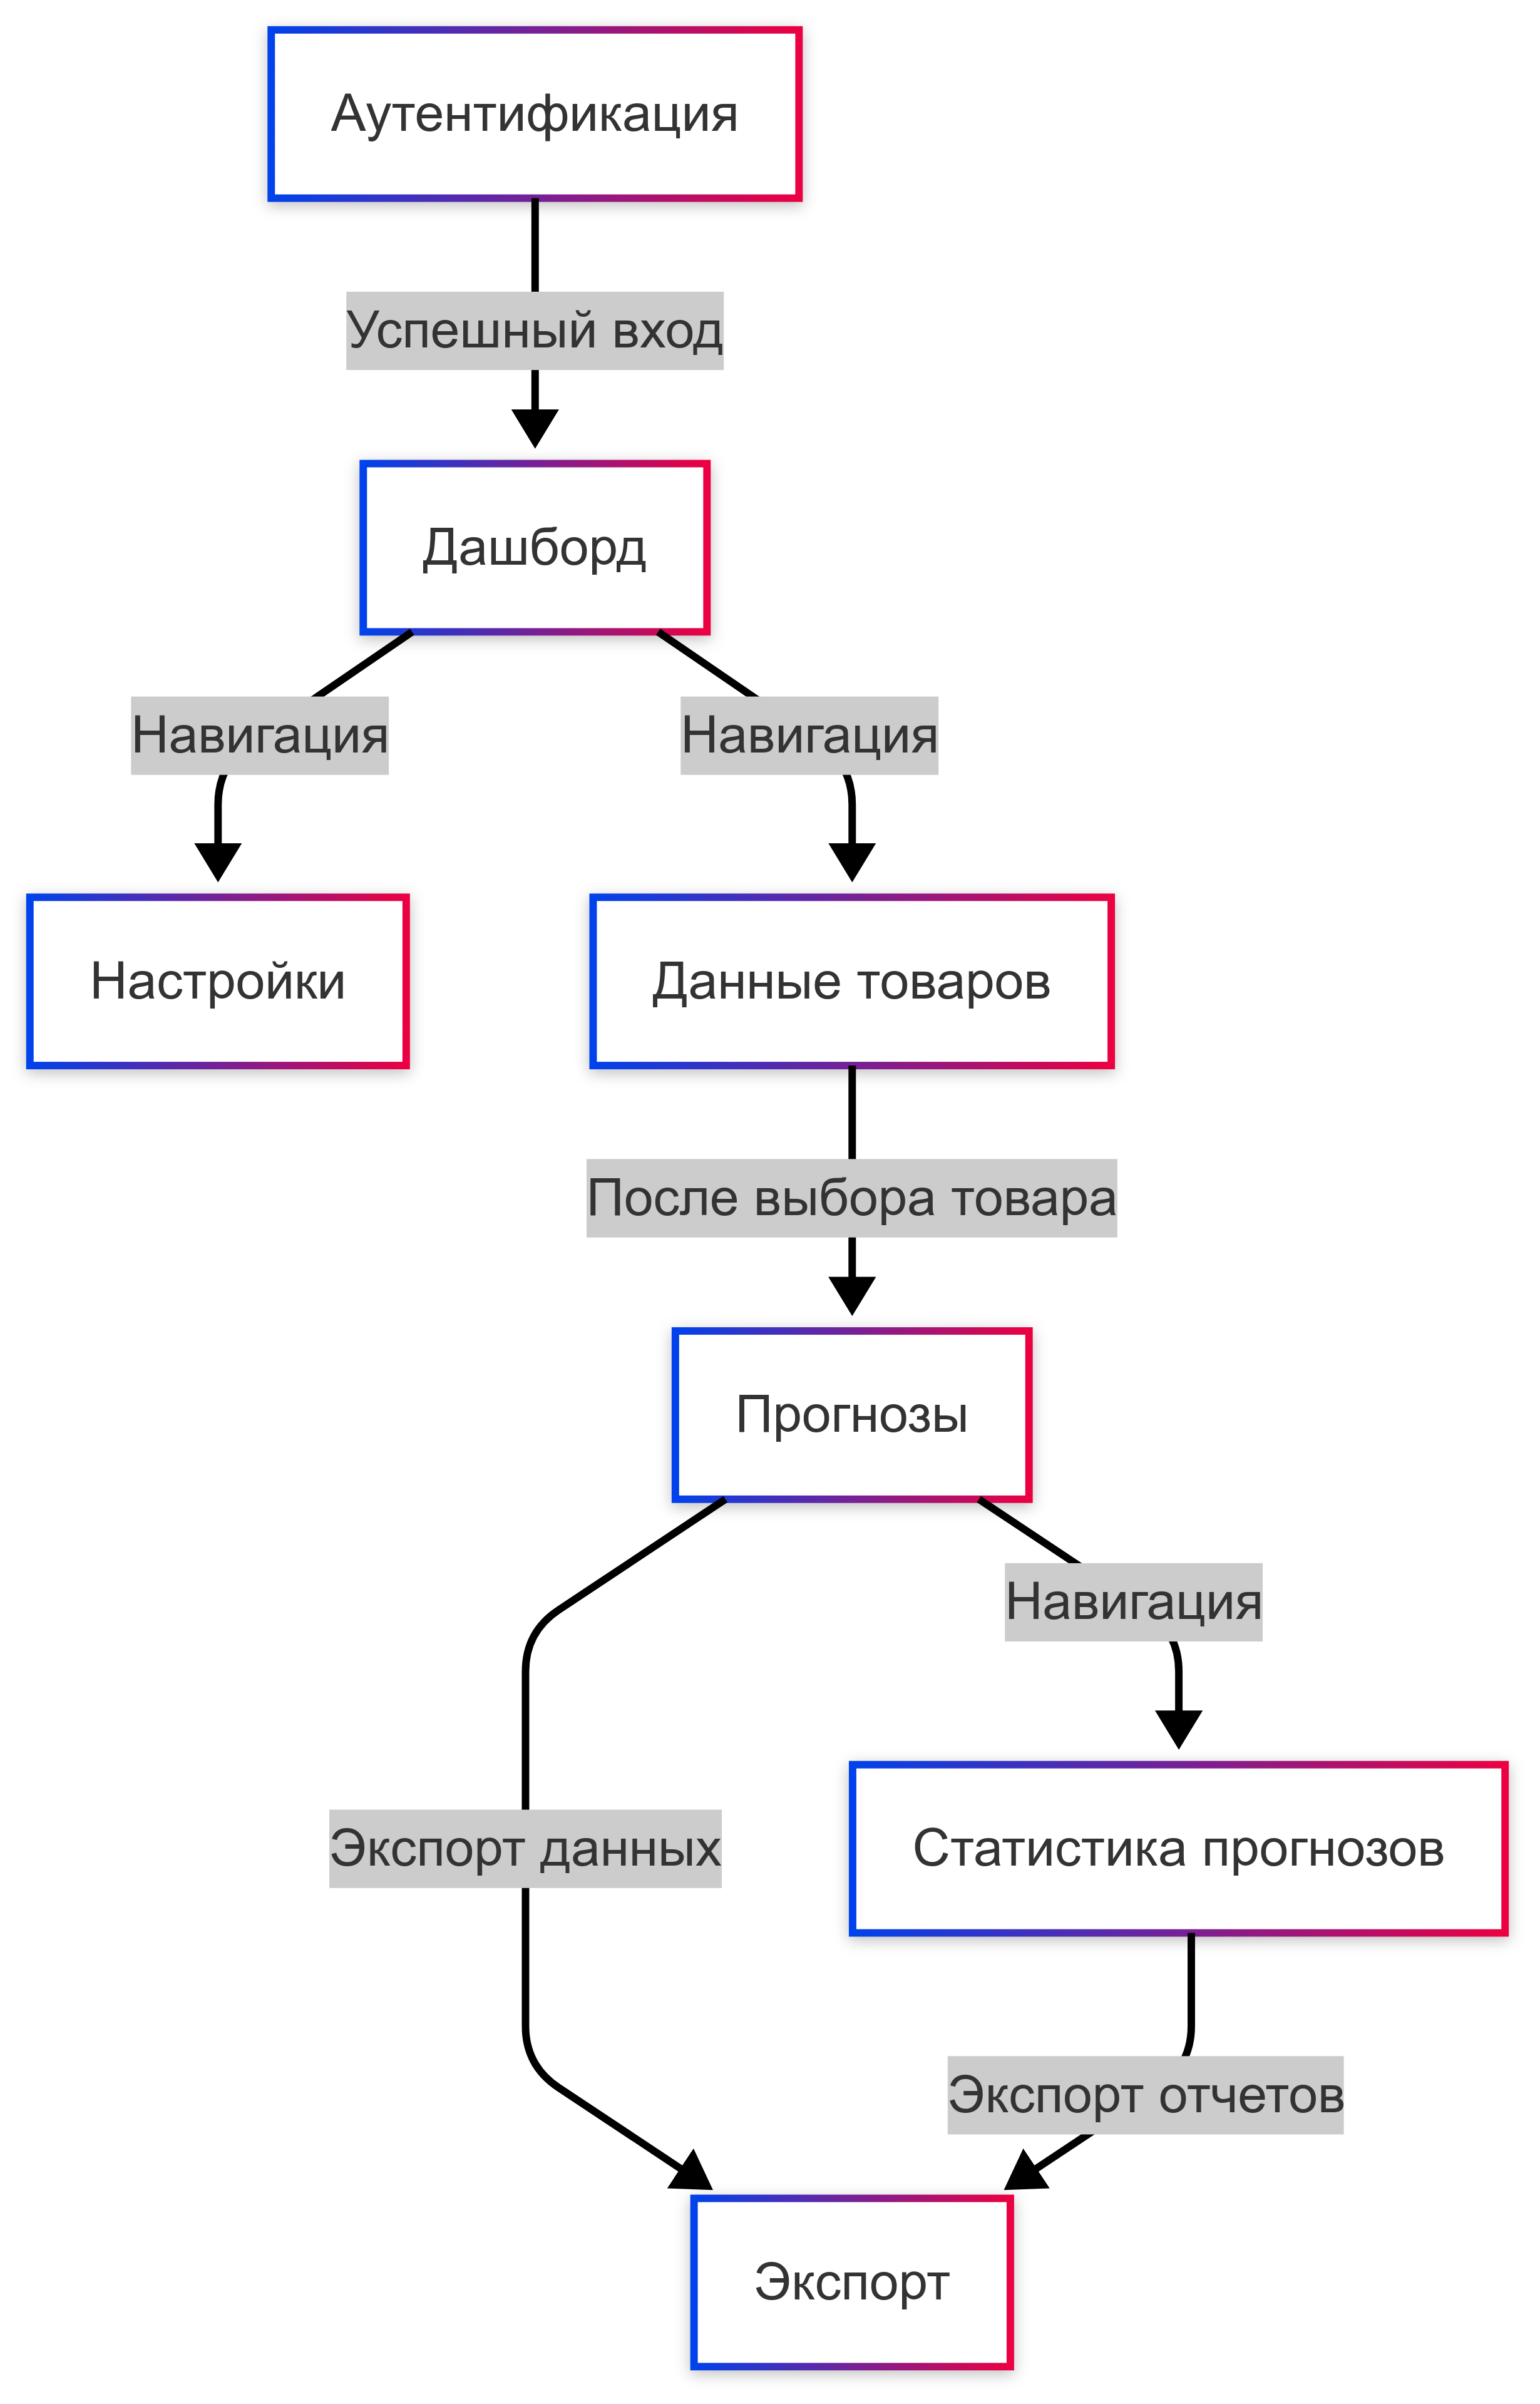 Аутентификация
Успешный вход
Дашборд
Навигация
Навигация
Настройки
Данные товаров
После выбора товара
Прогнозы
Навигация
Экспорт данных
Статистика прогнозов
Экспорт отчетов
Экспорт